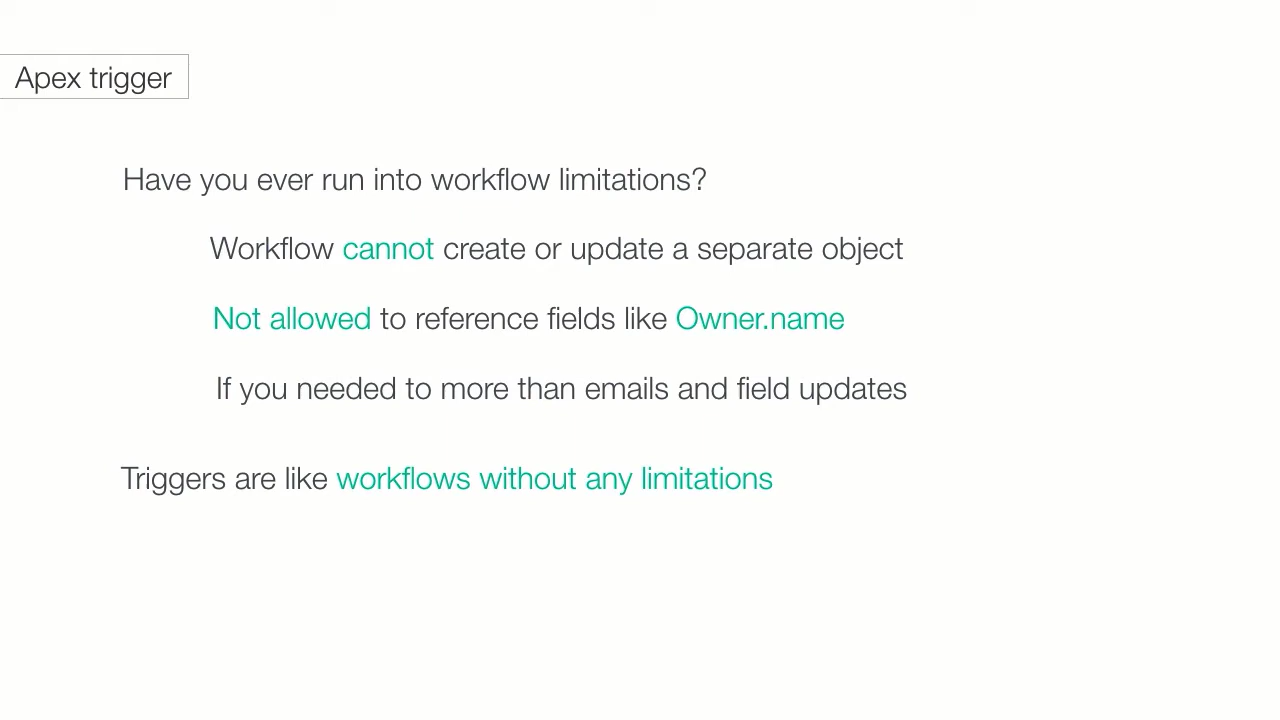 Apex trigger
Have you ever run into workflow limitations?
Workflow cannot create or update a separate object
Not allowed to reference fields like Owner.name
If you needed to more than emails and field updates
Triggers are like workflows without any limitations